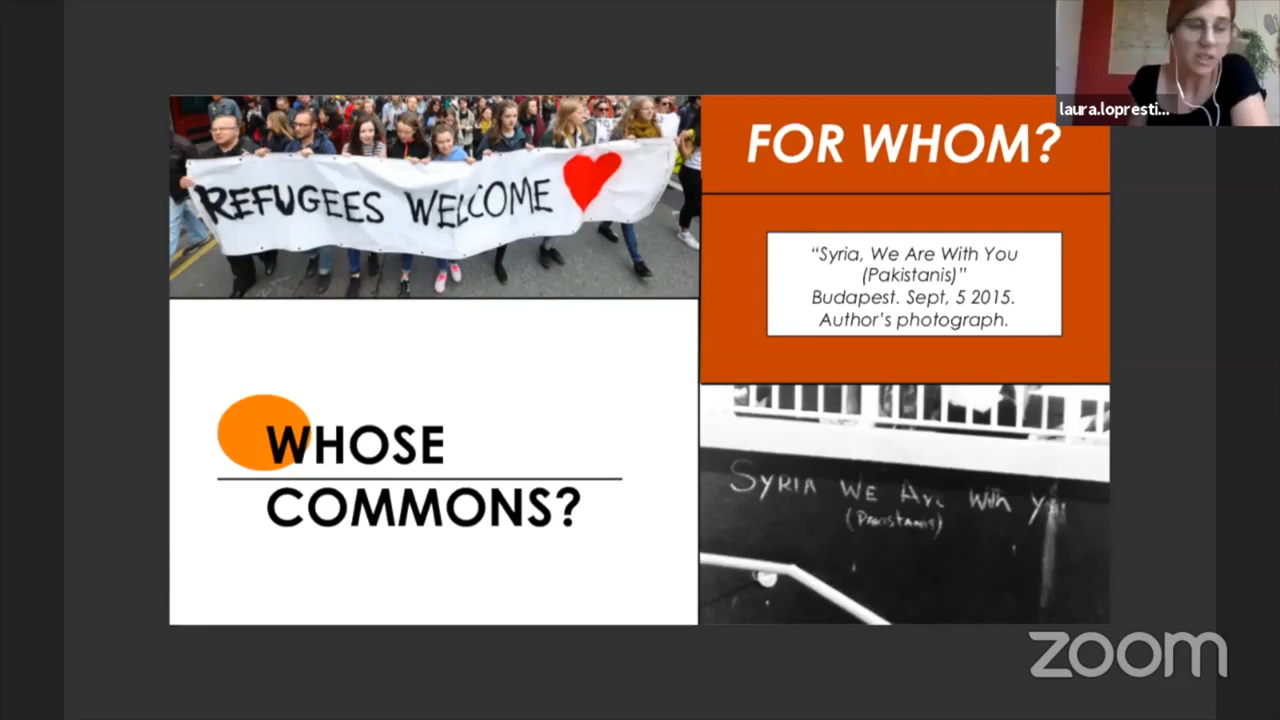 laura.lopresti...
REFUGEES WELCOME
FOR WHOM?
“Syria, We Are With You
(Pakistanis)”
Budapest. Sept, 5 2015.
Author’s photograph.
WHOSE
COMMONS?
SYRIA WE Are With You
(Pakistanis)
zoom